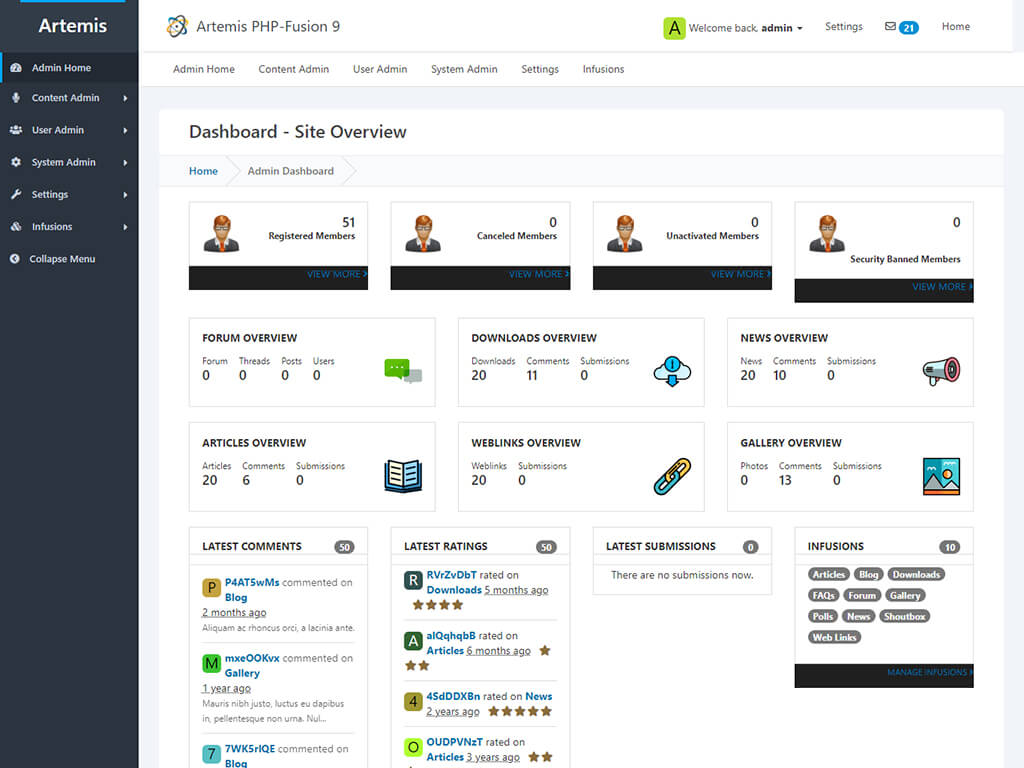 Artemis
Admin Home
Content Admin
User Admin
System Admin
Settings
Infusions
Collapse Menu
Artemis PHP-Fusion 9
A Welcome back, admin
Settings
21
Home
Admin Home Content Admin User Admin System Admin Settings Infusions
Dashboard - Site Overview
Home Admin Dashboard
51
Registered Members
VIEW MORE
0
Canceled Members
VIEW MORE
0
Unactivated Members
VIEW MORE
0
Security Banned Members
VIEW MORE
FORUM OVERVIEW
Forum Threads Posts Users
0 0 0 0
DOWNLOADS OVERVIEW
Downloads Comments Submissions
20 11 0
NEWS OVERVIEW
News Comments Submissions
20 10 0
ARTICLES OVERVIEW
Articles Comments Submissions
20 6 0
WEBLINKS OVERVIEW
Weblinks Submissions
20 0
GALLERY OVERVIEW
Photos Comments Submissions
0 13 0
LATEST COMMENTS 50
P P4AT5wMs commented on
Blog
2 months ago
Aliquam ac rhoncus orci, a lacinia ante.
M mxeOOKvx commented on
Gallery
1 year ago
Mauris nibh justo, luctus eu dapibus
in, pellentesque non urna. Nul...
7 7WK5rIQE commented on
Blog
LATEST RATINGS 50
R RVrZvDbT rated on
Downloads 5 months ago
A alQqhqbB rated on
Articles 6 months ago
4 4SdDDXBn rated on News
2 years ago
O OUDPVNzT rated on
Articles 3 years ago
LATEST SUBMISSIONS 0
There are no submissions now.
INFUSIONS 10
Articles Blog Downloads
FAQs Forum Gallery
Polls News Shoutbox
Web Links
MANAGE INFUSIONS